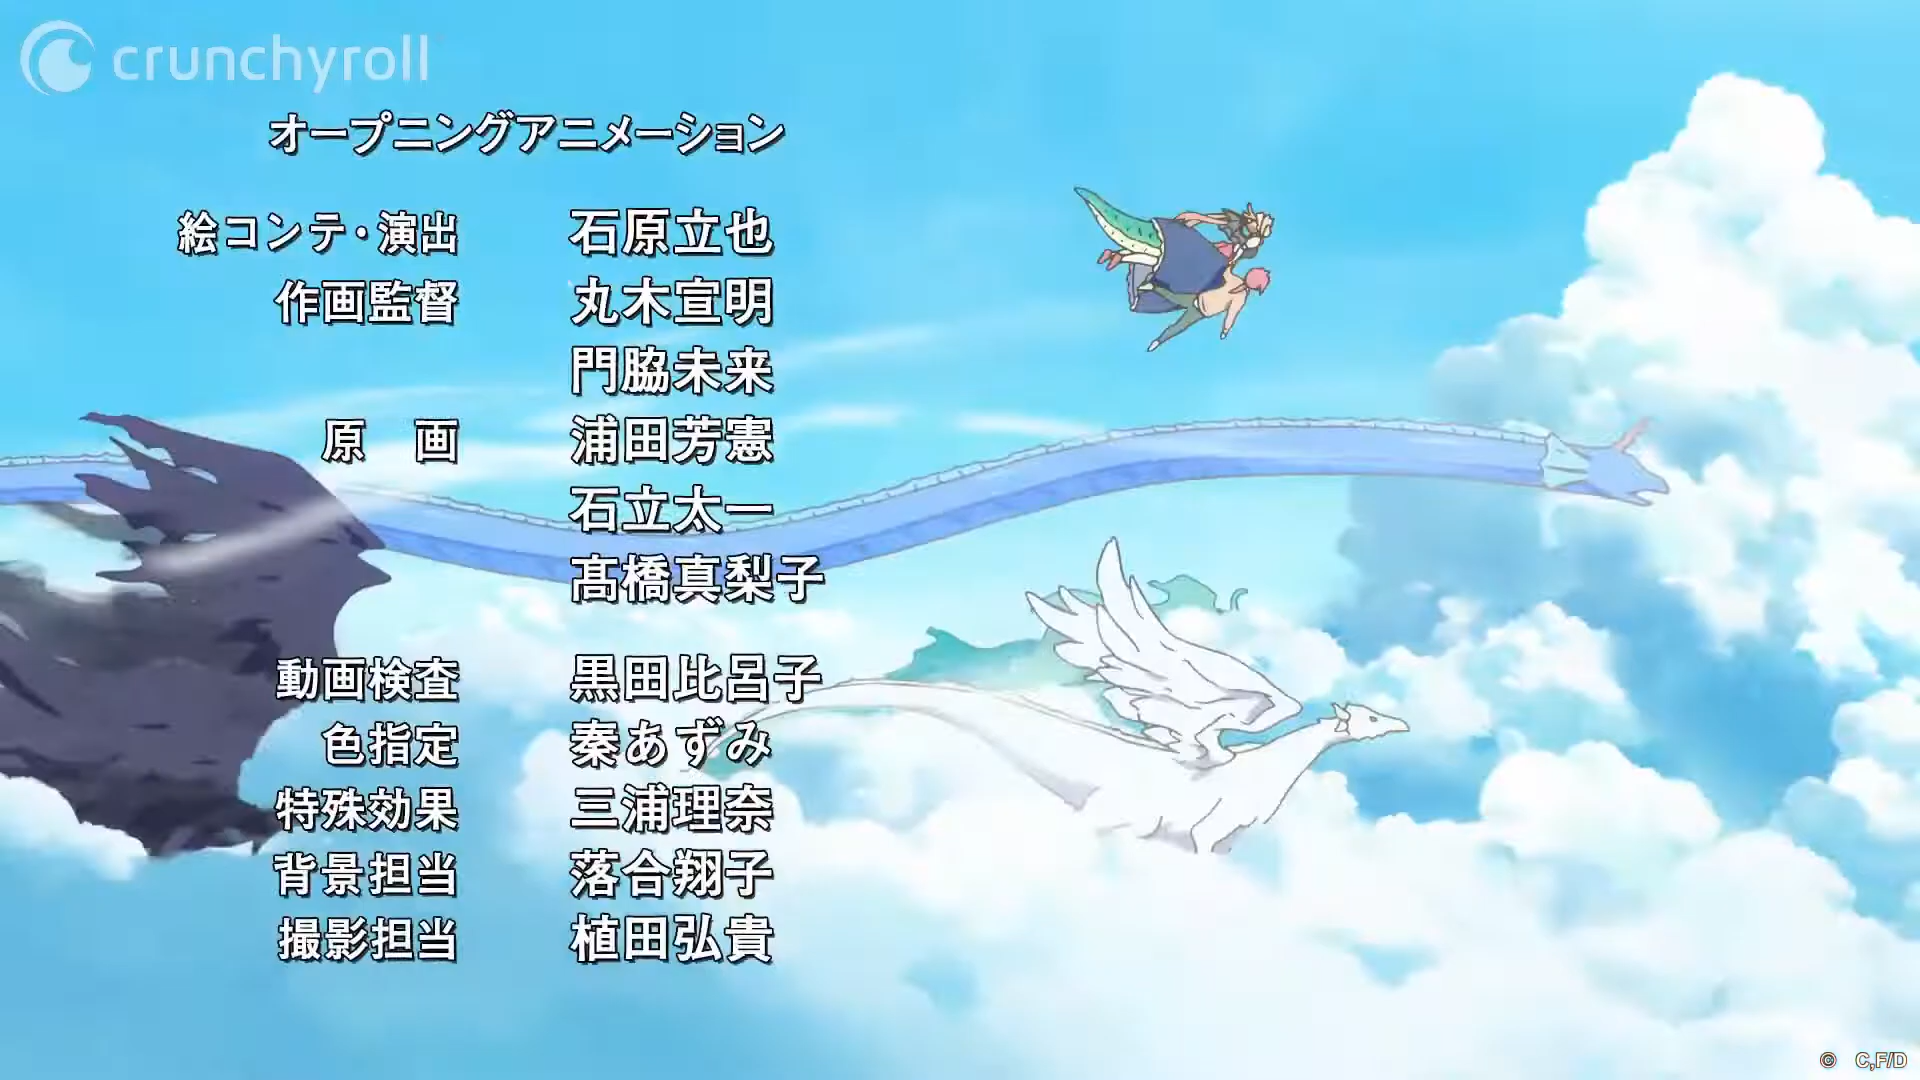 crunchyroll
オープニングアニメーション
絵コンテ・演出 石原立也
作画監督 丸木宣明
門脇未来
原　画 浦田芳憲
石立太一
髙橋真梨子
動画検査 黒田比呂子
色指定 秦あずみ
特殊効果 三浦理奈
背景担当 落合翔子
撮影担当 植田弘貴
© C,F/D